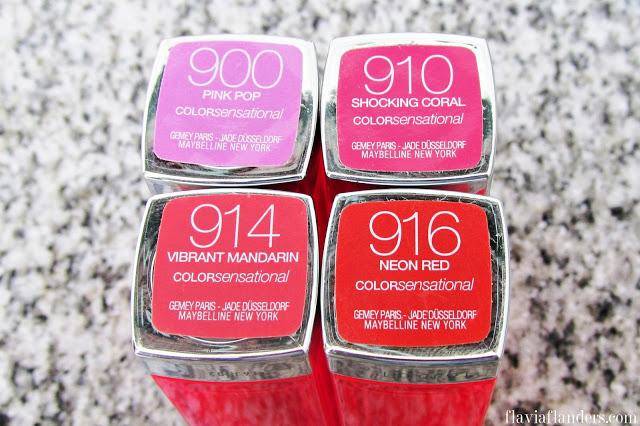 900
PINK POP
COLORsensational
GEMEY PARIS - JADE DÜSSELDORF
MAYBELLINE NEW YORK
910
SHOCKING CORAL
COLORsensational
GEMEY PARIS - JADE DÜSSELDORF
MAYBELLINE NEW YORK
914
VIBRANT MANDARIN
COLORsensational
GEMEY PARIS - JADE DÜSSELDORF
MAYBELLINE NEW YORK
916
NEON RED
COLORsensational
GEMEY PARIS - JADE DÜSSELDORF
MAYBELLINE NEW YORK
flaviaflanders.com